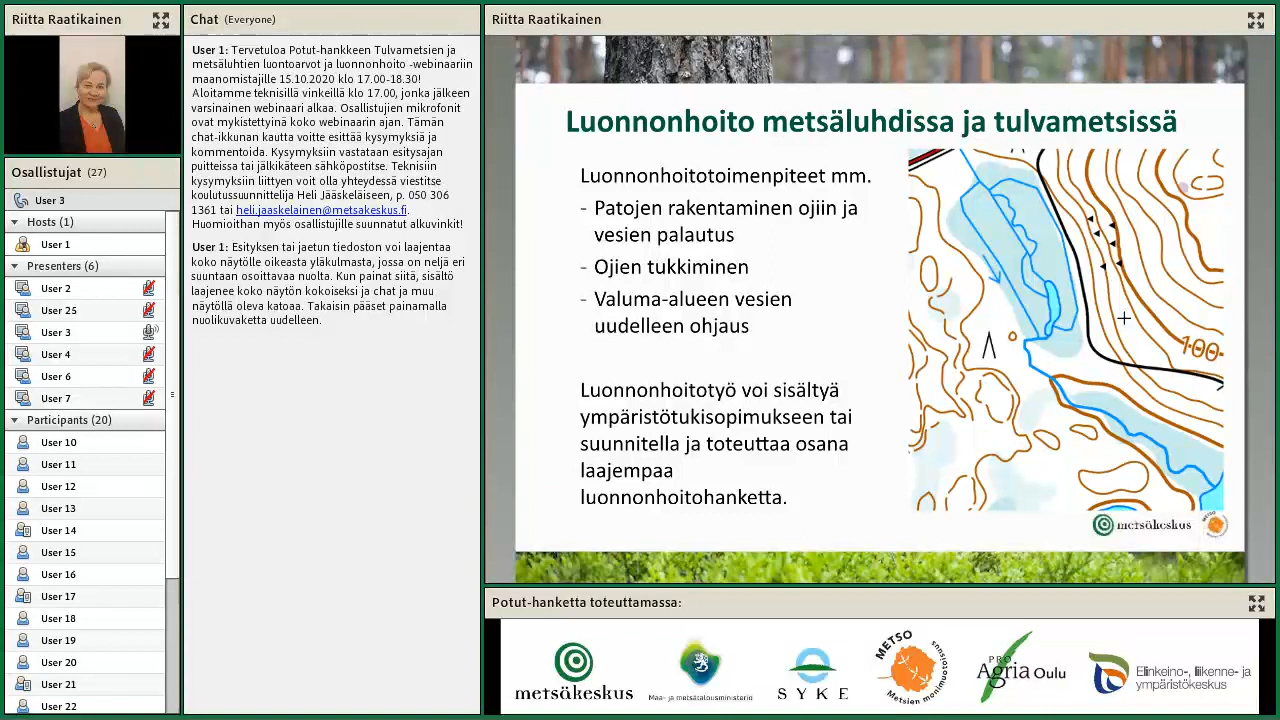 Riitta Raatikainen
Osallistujat (27)
User 3
Hosts (1)
User 1
Presenters (6)
User 2
User 25
User 3
User 4
User 6
User 7
Participants (20)
User 10
User 11
User 12
User 13
User 14
User 15
User 16
User 17
User 18
User 19
User 20
User 21
User 22
Chat (Everyone)
User 1: Tervetuloa Potut-hankkeen Tulvametsien ja
metsäluhtien luontoarvot ja luonnonhoito -webinaariin
maanomistajille 15.10.2020 klo 17.00-18.30!
Aloitamme teknisillä vinkeillä klo 17.00, jonka jälkeen
varsinainen webinaari alkaa. Osallistujien mikrofonit
ovat mykistettyinä koko webinaarin ajan. Tämän
chat-ikkunan kautta voitte esittää kysymyksiä ja
kommentoida. Kysymyksiin vastataan esitysajan
puitteissa tai jälkikäteen sähköpostitse. Teknisiin
kysymyksiin liittyen voit olla yhteydessä viestitse
koulutussuunnittelija Heli Jääskeläiseen, p. 050 306
1361 tai heli.jaaskelainen@metsakeskus.fi.
Huomioithan myös osallistujille suunnatut alkuvinkit!
User 1: Esityksen tai jaetun tiedoston voi laajentaa
koko näytölle oikeasta yläkulmasta, jossa on neljä eri
suuntaan osoittavaa nuolta. Kun painat siitä, sisältö
laajenee koko näytön kokoiseksi ja chat ja muu
näytöllä oleva katoaa. Takaisin pääset painamalla
nuolikuvaketta uudelleen.
Riitta Raatikainen
Luonnonhoito metsäluhdissa ja tulvametsissä
Luonnonhoitotoimenpiteet mm.
- Patojen rakentaminen ojiin ja
vesien palautus
- Ojien tukkiminen
- Valuma-alueen vesien
uudelleen ohjaus
Luonnonhoitotyö voi sisältyä
ympäristötukisopimukseen tai
suunnitella ja toteuttaa osana
laajempaa
luonnonhoitohanketta.
100
metsäkeskus
METSO
Potut-hanketta toteuttamassa:
metsäkeskus
Maa- ja metsätalousministeriö
SYKE
METSO
Metsien monimuotoisuus
PRO
Agria Oulu
Elinkeino-, liikenne- ja
ympäristökeskus